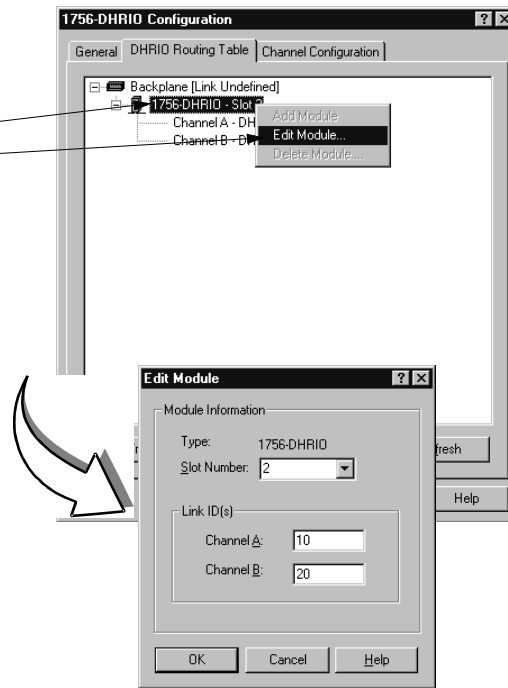 1756-DHRIO Configuration
General DHRIO Routing Table Channel Configuration
Backplane [Link Undefined]
1756-DHRIO - Slot
Channel A - DH
Channel B - DH
Add Module
Edit Module...
Delete Module....
Edit Module
Module Information
Type: 1756-DHRIO
Slot Number: 2
Link ID(s)
Channel A: 10
Channel B: 20
OK Cancel Help
fresh
Help